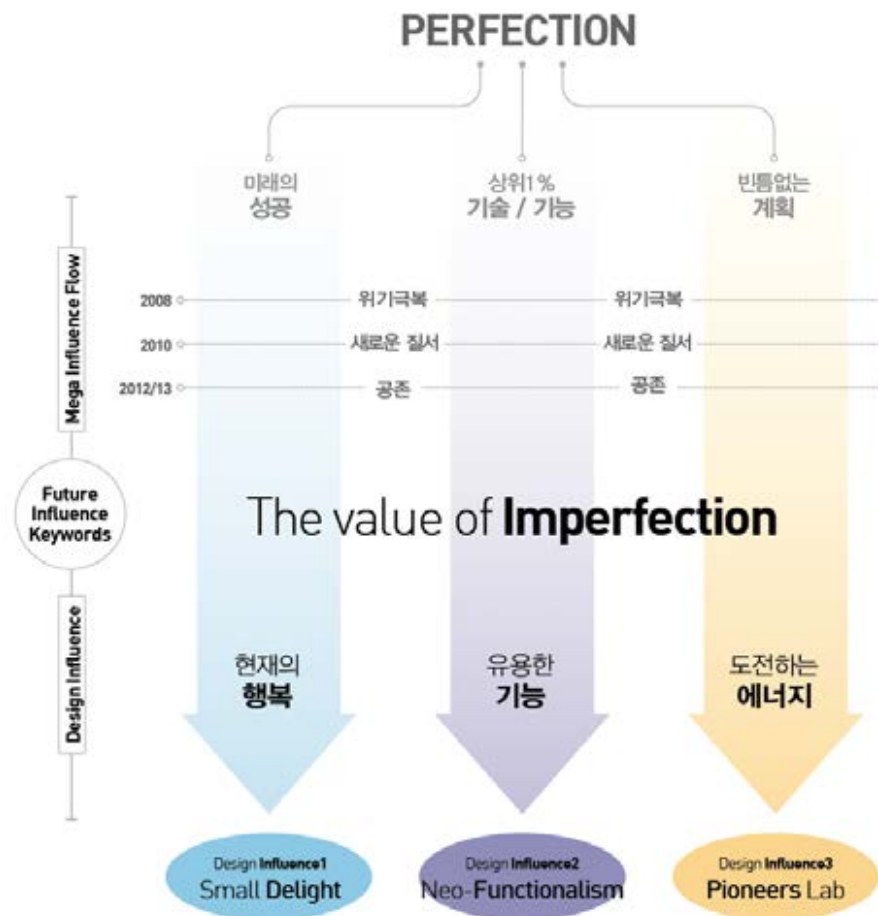 PERFECTION
미래의
성공
상위1%
기술 / 기능
빈틈없는
계획
Mega Influence Flow
2008
위기극복
위기극복
2010
새로운 질서
새로운 질서
2012/13
공존
공존
Future
Influence
Keywords
The value of Imperfection
Design Influence
현재의
행복
유용한
기능
도전하는
에너지
Design Influence1
Small Delight
Design Influence2
Neo-Functionalism
Design Influence3
Pioneers Lab